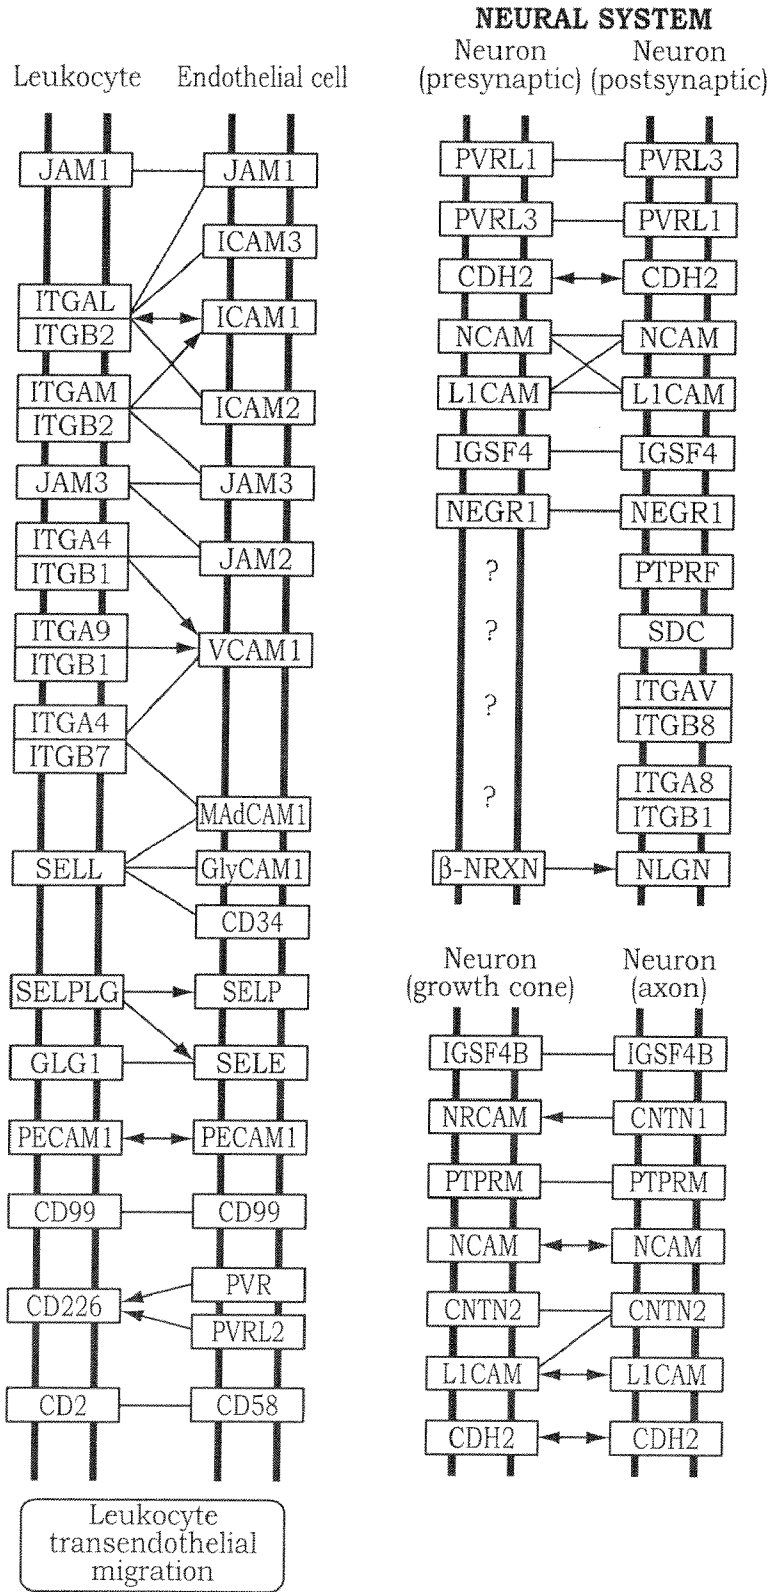 NEURAL SYSTEM
Leukocyte
Endothelial cell
JAM1
JAM1
ICAM3
ITGAL
ITGB2
ICAM1
ITGAM
ITGB2
ICAM2
JAM3
JAM3
ITGA4
ITGB1
JAM2
ITGA9
ITGB1
VCAM1
ITGA4
ITGB7
MAdCAM1
SELL
GlyCAM1
CD34
SELPLG
SELP
GLG1
SELE
PECAM1
PECAM1
CD99
CD99
PVR
CD226
PVRL2
CD2
CD58
Leukocyte
transendothelial
migration
Neuron
(presynaptic)
Neuron
(postsynaptic)
PVRL1
PVRL3
PVRL3
PVRL1
CDH2
CDH2
NCAM
NCAM
L1CAM
L1CAM
IGSF4
IGSF4
NEGR1
NEGR1
?
PTPRF
?
SDC
?
ITGAV
ITGB8
?
ITGA8
ITGB1
β-NRXN
NLGN
Neuron
(growth cone)
Neuron
(axon)
IGSF4B
IGSF4B
NRCAM
CNTN1
PTPRM
PTPRM
NCAM
NCAM
CNTN2
CNTN2
L1CAM
L1CAM
CDH2
CDH2